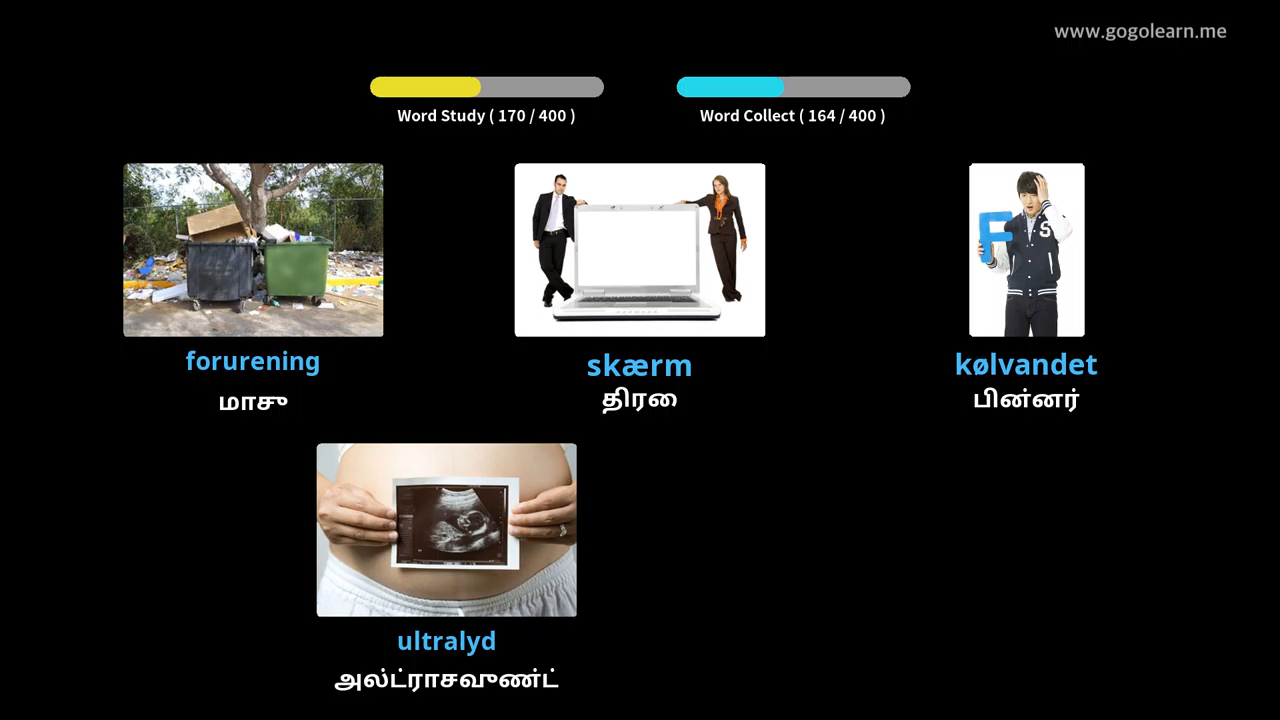 www.gogolearn.me
Word Study ( 170 / 400 )
Word Collect ( 164 / 400 )
forurening
skærm
kølvandet
மாசு
திரை
பின்னர்
ultralyd
அல்ட்ராசவுண்ட்